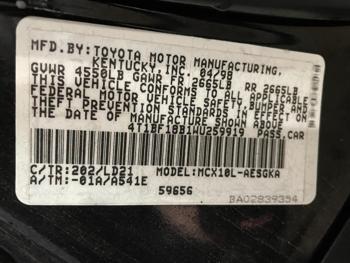 MFD.BY:TOYOTA MOTOR MANUFACTURING,
KENTUCKY,INC. 04/98
GVWR 4550LB GAWR FR 2665LB RR 2665LB
THIS VEHICLE CONFORMS TO ALL APPLICABLE
FEDERAL MOTOR VEHICLE SAFETY,BUMPER AND
THEFT PREVENTION STANDARDS IN EFFECT ON
THE DATE OF MANUFACTURE SHOWN ABOVE.
4T1BF18B1WU259919 PASS.CAR
C/TR:202/LD21 MODEL:MCX10L-AESGKA
A/TM:-01A/A541E
59656
BA02839354